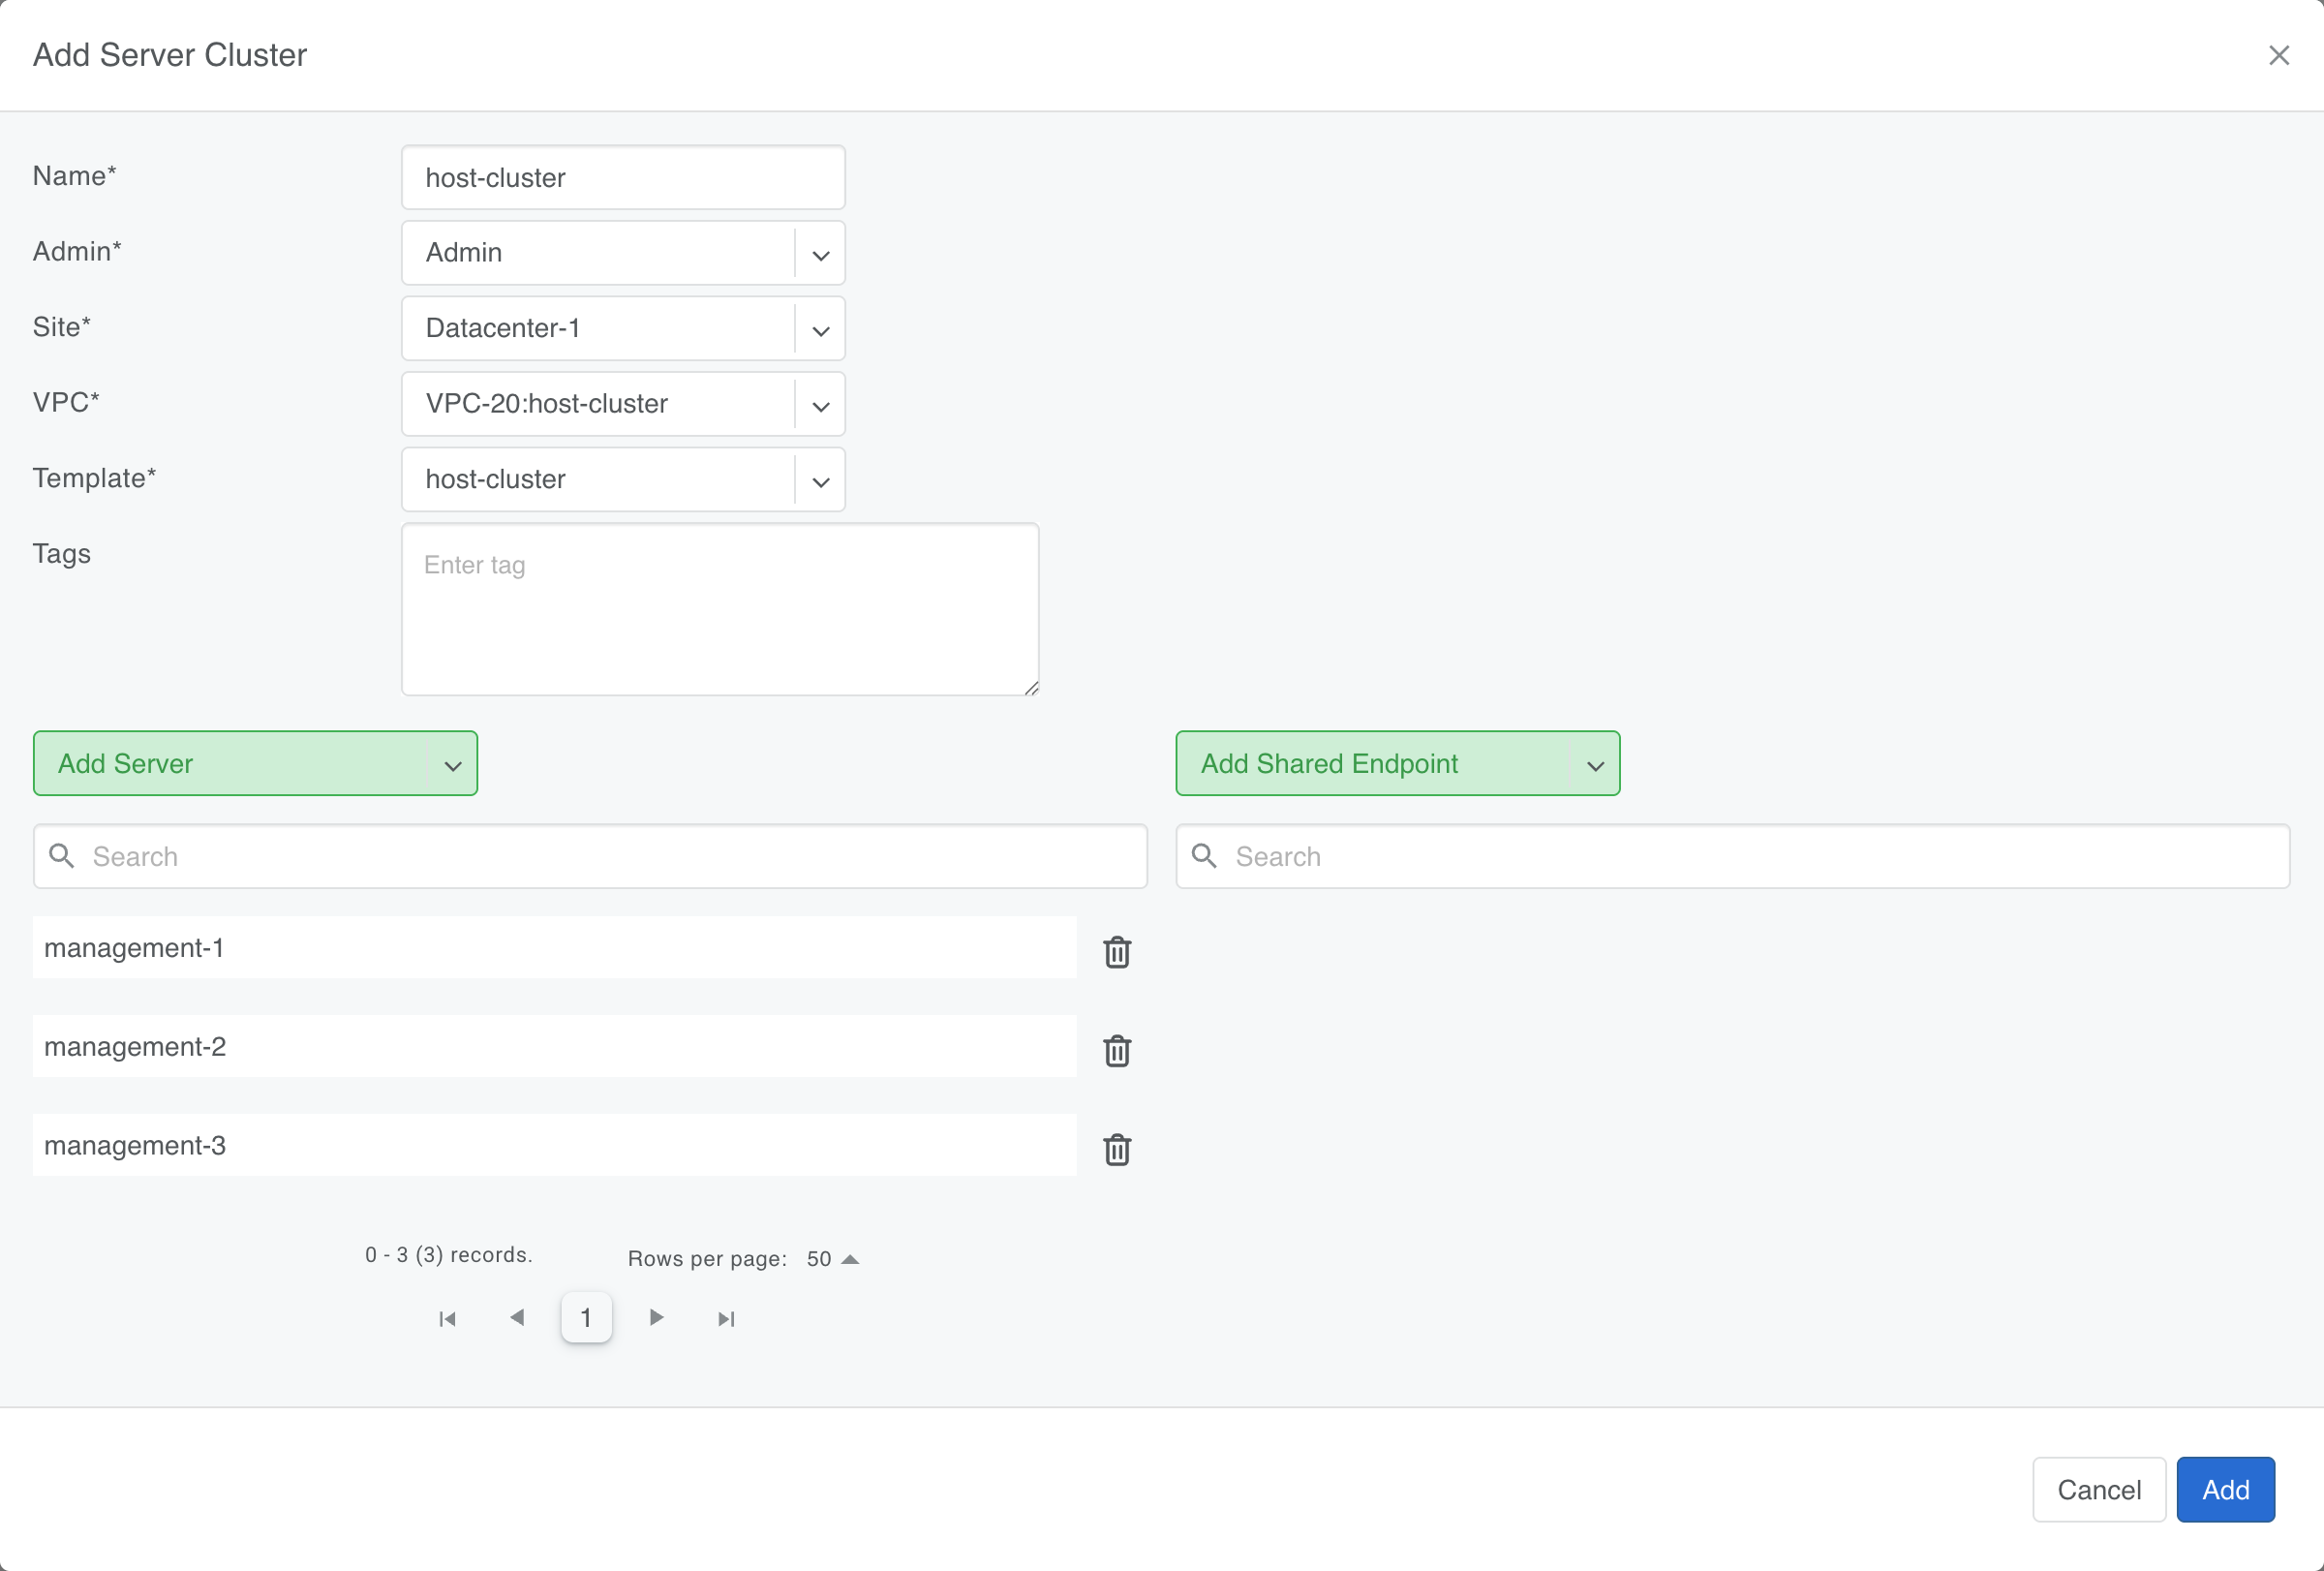 Add Server Cluster
Name*
host-cluster
Admin*
Admin
Site*
Datacenter-1
VPC*
VPC-20:host-cluster
Template*
host-cluster
Tags
Enter tag
Add Server
Add Shared Endpoint
Search
Search
management-1
management-2
management-3
0 - 3 (3) records.
Rows per page: 50
1
Cancel
Add